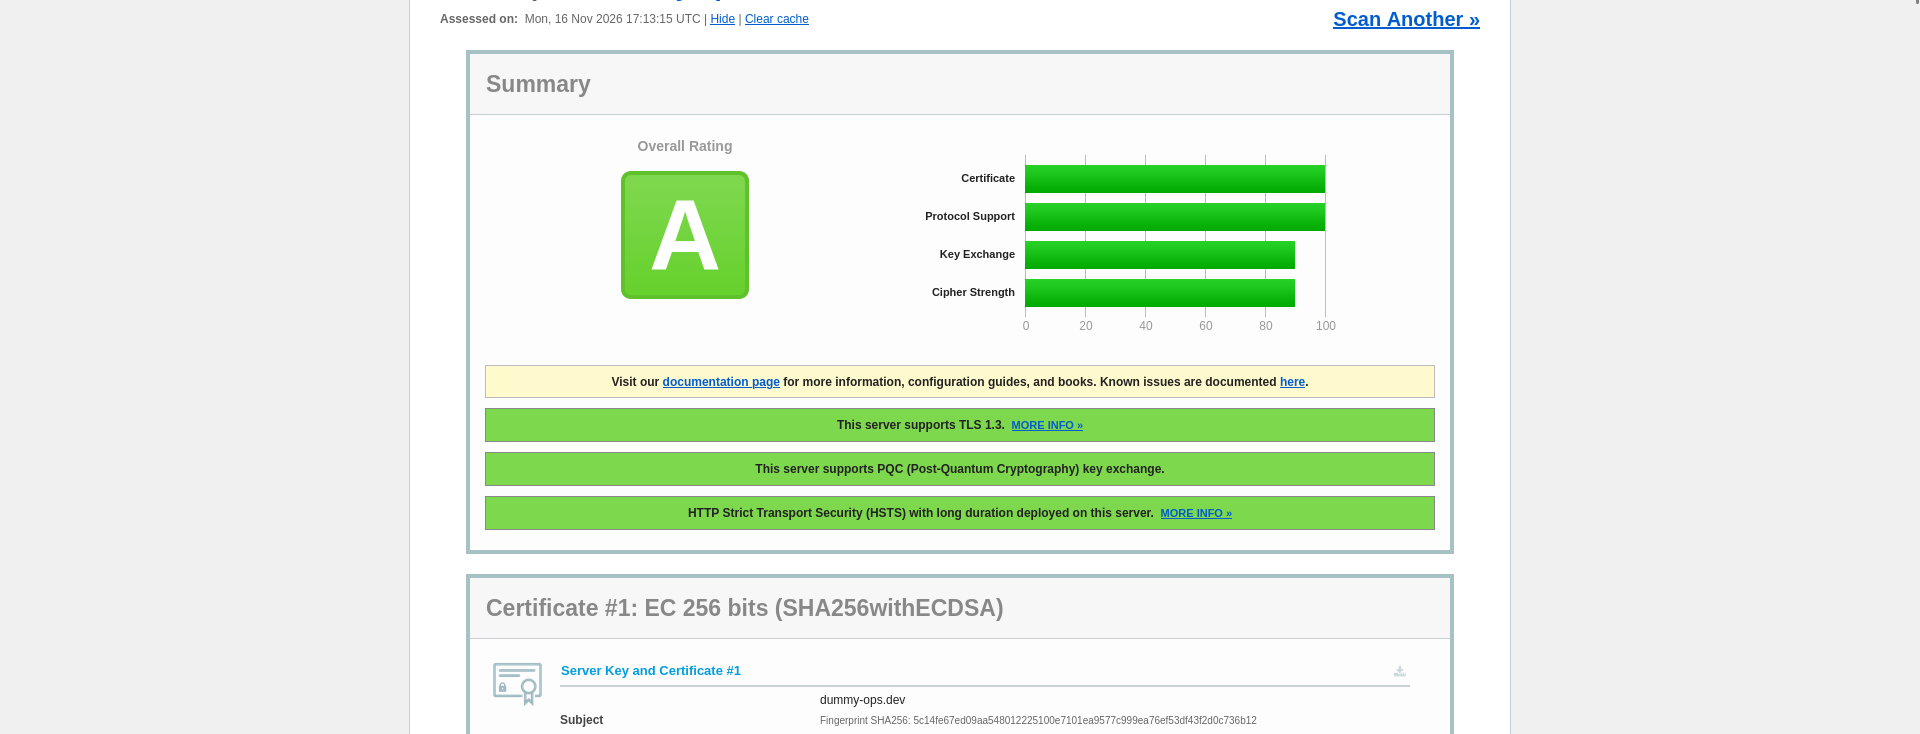 Assessed on: Mon, 16 Nov 2026 17:13:15 UTC | Hide | Clear cache
Scan Another »
Summary
Overall Rating
A
Certificate
Protocol Support
Key Exchange
Cipher Strength
0 20 40 60 80 100
Visit our documentation page for more information, configuration guides, and books. Known issues are documented here.
This server supports TLS 1.3. MORE INFO »
This server supports PQC (Post-Quantum Cryptography) key exchange.
HTTP Strict Transport Security (HSTS) with long duration deployed on this server. MORE INFO »
Certificate #1: EC 256 bits (SHA256withECDSA)
Server Key and Certificate #1
dummy-ops.dev
Subject
Fingerprint SHA256: 5c14fe67ed09aa548012225100e7101ea9577c999ea76ef53df43f2d0c736b12